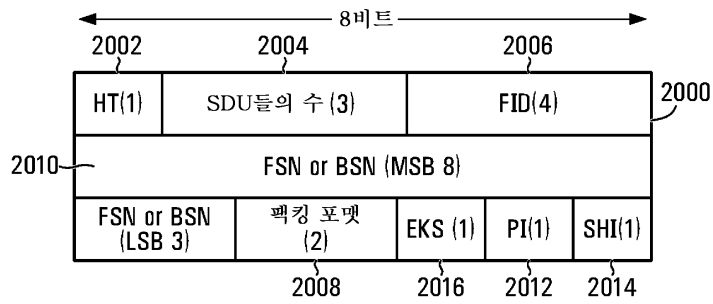 8비트
2002 2004 2006
HT(1) SDU들의 수 (3) FID(4) 2000
2010 FSN or BSN (MSB 8)
FSN or BSN
(LSB 3)
팩킹 포맷
(2)
EKS (1) PI(1) SHI(1)
2008 2016 2012 2014